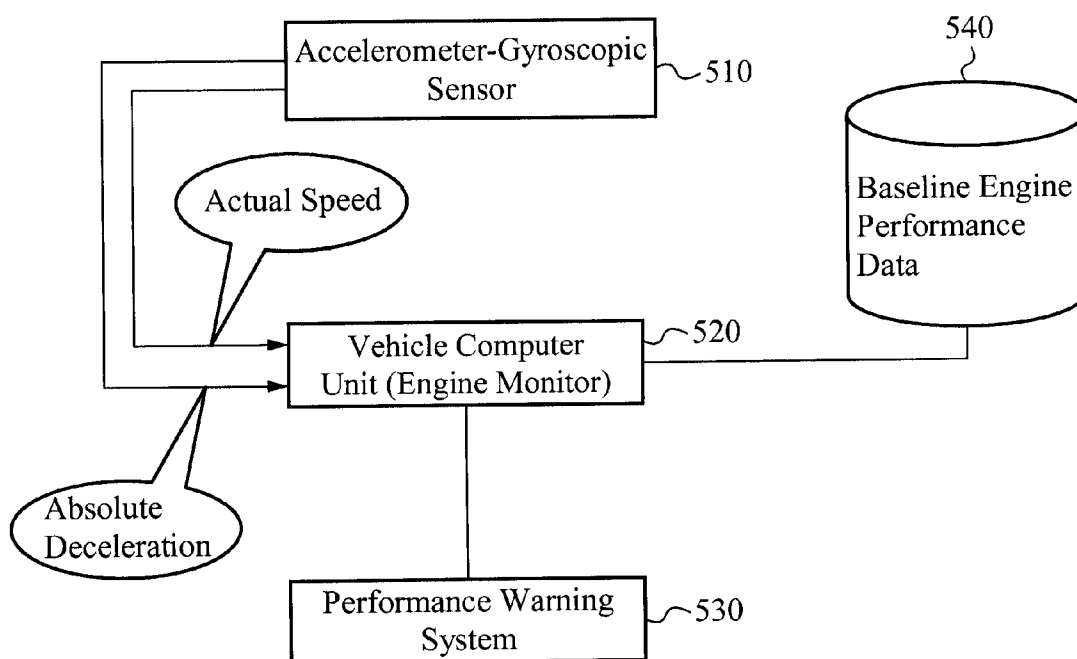 Accelerometer-Gyroscopic
Sensor
510
540
Actual Speed
Baseline Engine
Performance
Data
Vehicle Computer
Unit (Engine Monitor)
520
Absolute
Deceleration
Performance Warning
System
530